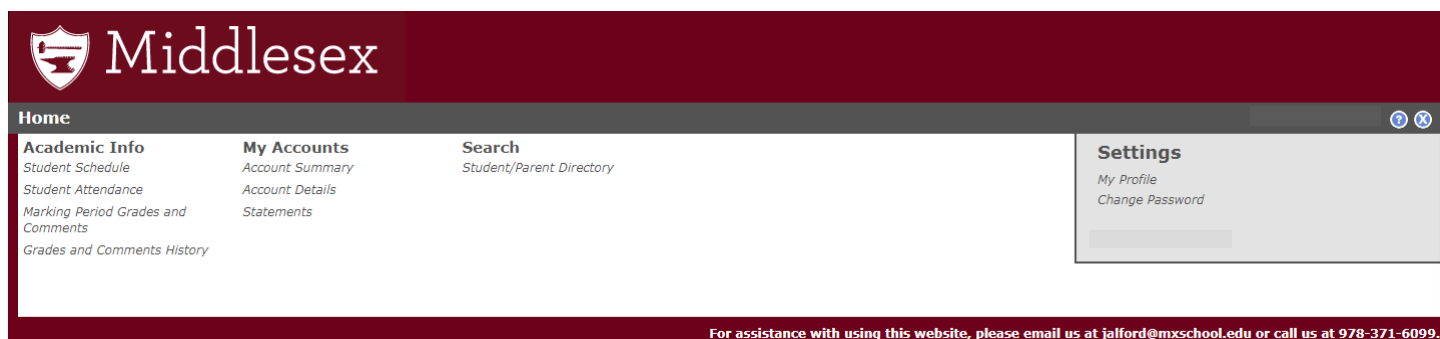 Middlesex
Home
? X
Academic Info
Student Schedule
Student Attendance
Marking Period Grades and
Comments
Grades and Comments History
My Accounts
Account Summary
Account Details
Statements
Search
Student/Parent Directory
Settings
My Profile
Change Password
For assistance with using this website, please email us at jalford@mxschool.edu or call us at 978-371-6099.